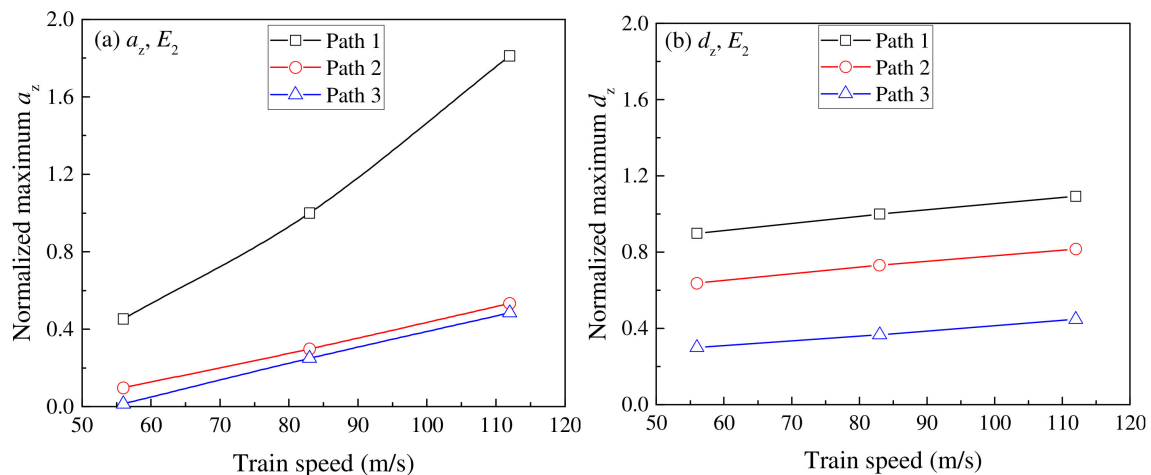 (a) a_z, E_2
Path 1
Path 2
Path 3
Normalized maximum a_z
2.0
1.6
1.2
0.8
0.4
0.0
50 60 70 80 90 100 110 120
Train speed (m/s)
(b) d_z, E_2
Path 1
Path 2
Path 3
Normalized maximum d_z
2.0
1.6
1.2
0.8
0.4
0.0
50 60 70 80 90 100 110 120
Train speed (m/s)